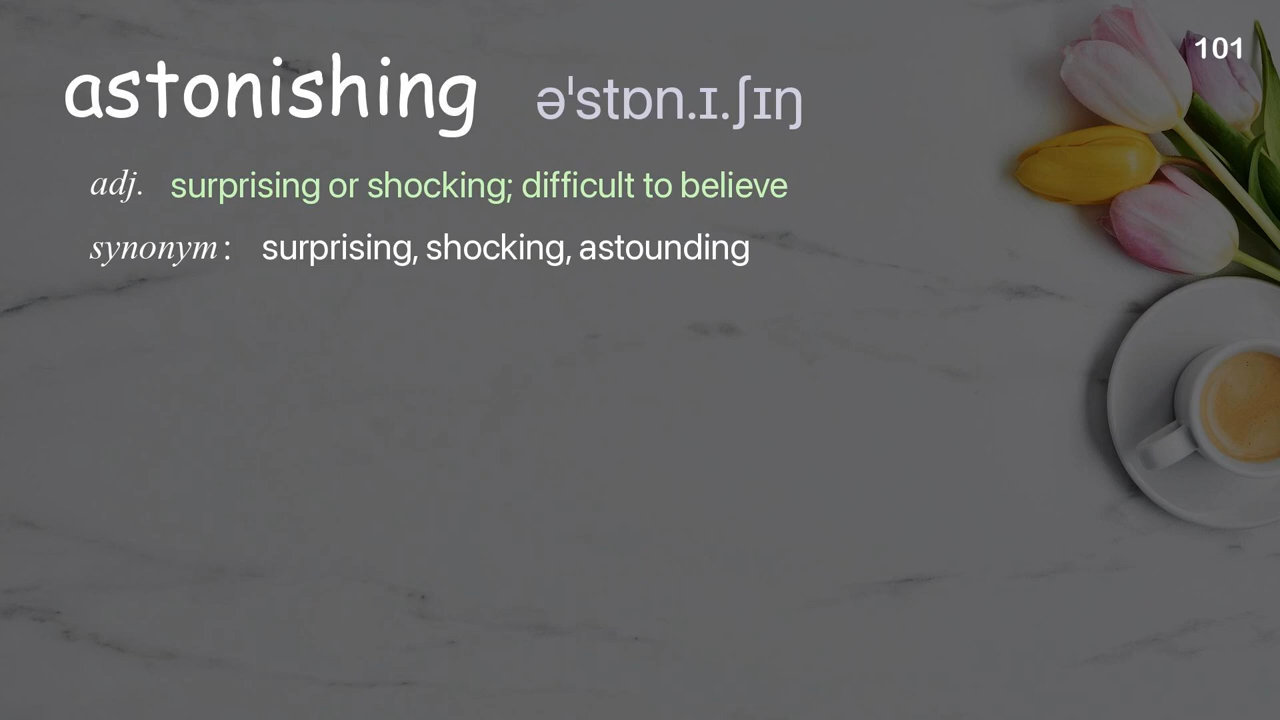 101
astonishing əˈstɒn.ɪ.ʃɪŋ
adj. surprising or shocking; difficult to believe
synonym: surprising, shocking, astounding